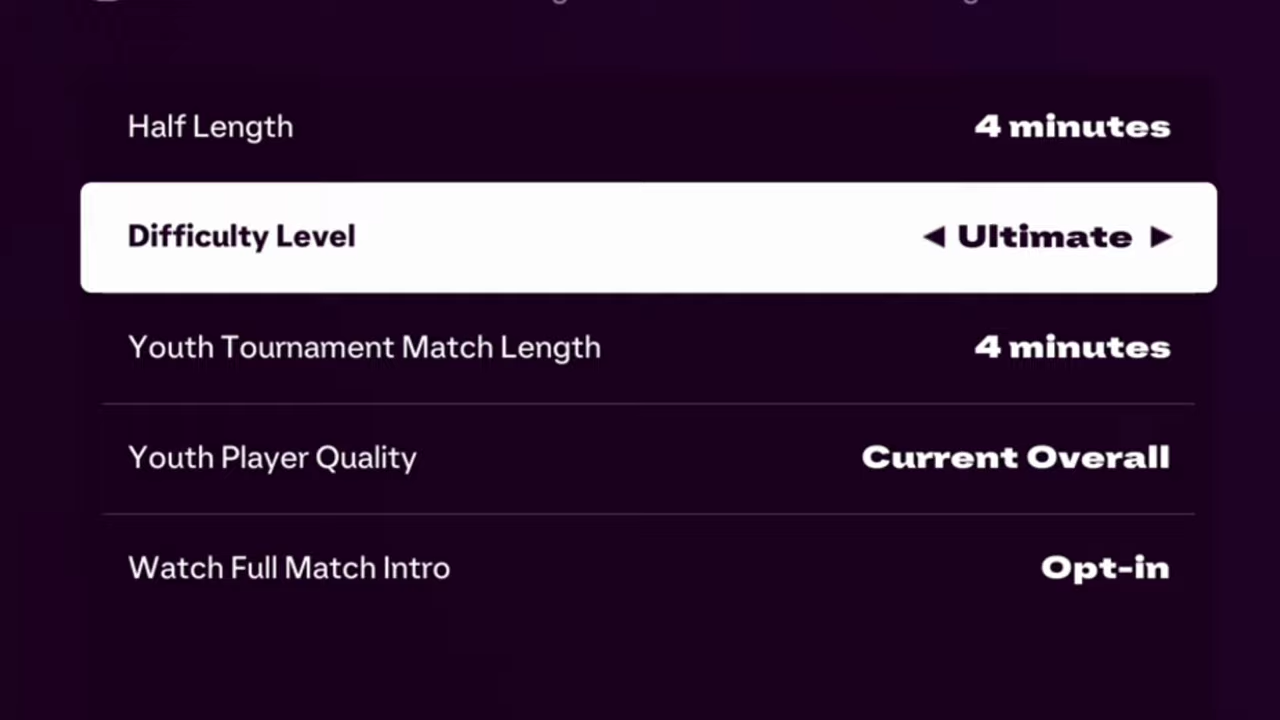 Half Length 4 minutes
Difficulty Level ◀ Ultimate ▶
Youth Tournament Match Length 4 minutes
Youth Player Quality Current Overall
Watch Full Match Intro Opt-in